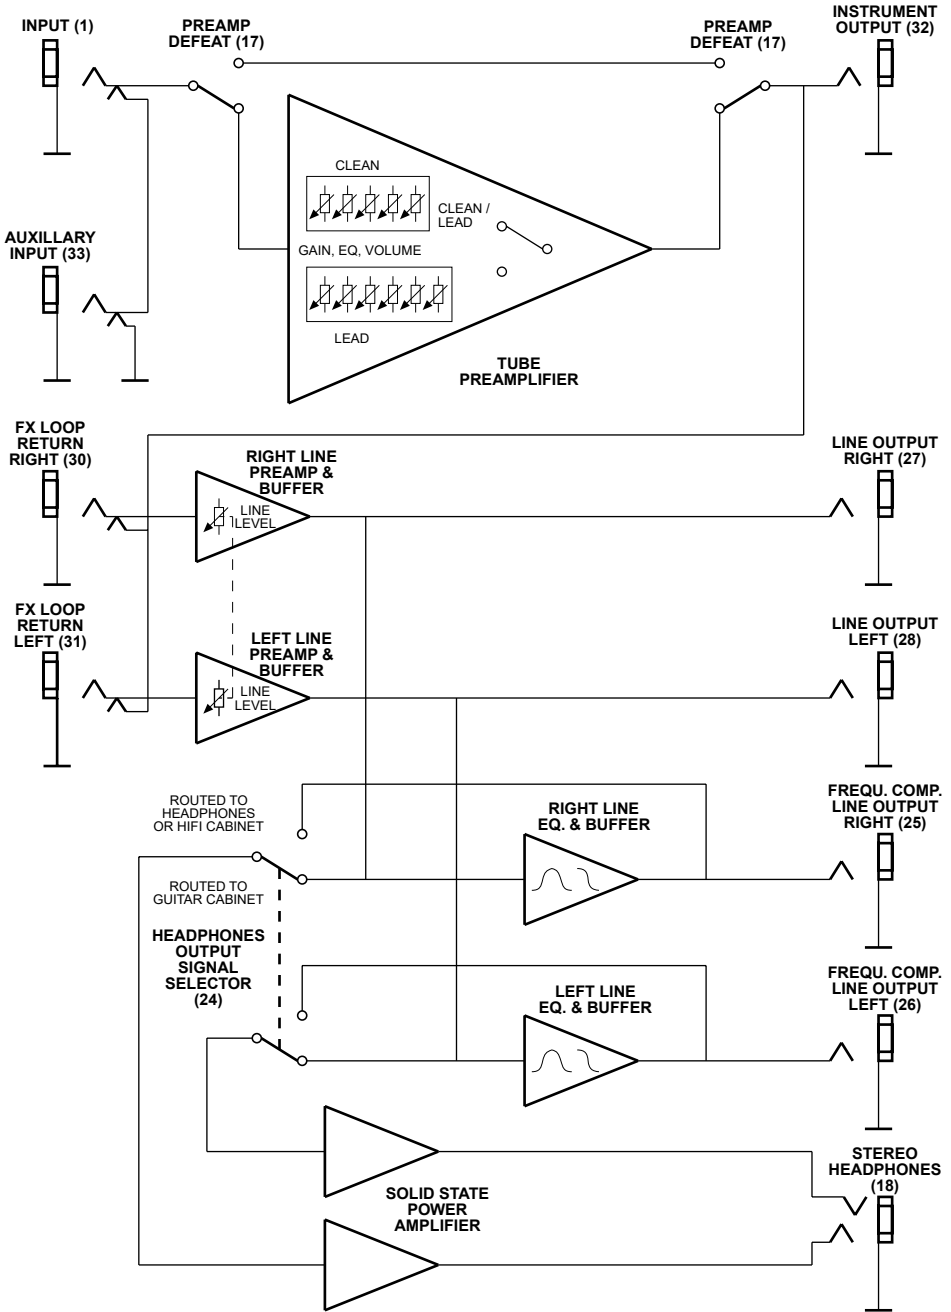 INPUT (1)
PREAMP
DEFEAT (17)
PREAMP
DEFEAT (17)
INSTRUMENT
OUTPUT (32)
CLEAN
CLEAN /
LEAD
GAIN, EQ, VOLUME
LEAD
TUBE
PREAMPLIFIER
AUXILLARY
INPUT (33)
FX LOOP
RETURN
RIGHT (30)
RIGHT LINE
PREAMP &
BUFFER
LINE
LEVEL
LINE OUTPUT
RIGHT (27)
FX LOOP
RETURN
LEFT (31)
LEFT LINE
PREAMP &
BUFFER
LINE
LEVEL
LINE OUTPUT
LEFT (28)
ROUTED TO
HEADPHONES
OR HIFI CABINET
RIGHT LINE
EQ. & BUFFER
FREQU. COMP.
LINE OUTPUT
RIGHT (25)
ROUTED TO
GUITAR CABINET
HEADPHONES
OUTPUT
SIGNAL
SELECTOR
(24)
LEFT LINE
EQ. & BUFFER
FREQU. COMP.
LINE OUTPUT
LEFT (26)
STEREO
HEADPHONES
(18)
SOLID STATE
POWER
AMPLIFIER